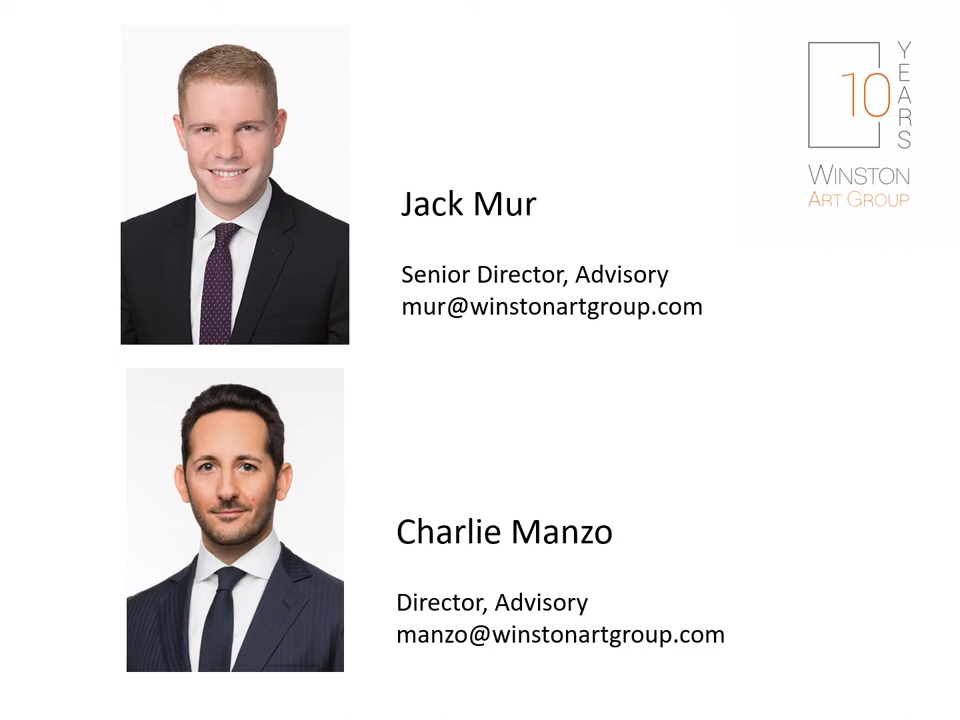 10
YEARS
WINSTON
ART GROUP
Jack Mur
Senior Director, Advisory
mur@winstonartgroup.com
Charlie Manzo
Director, Advisory
manzo@winstonartgroup.com